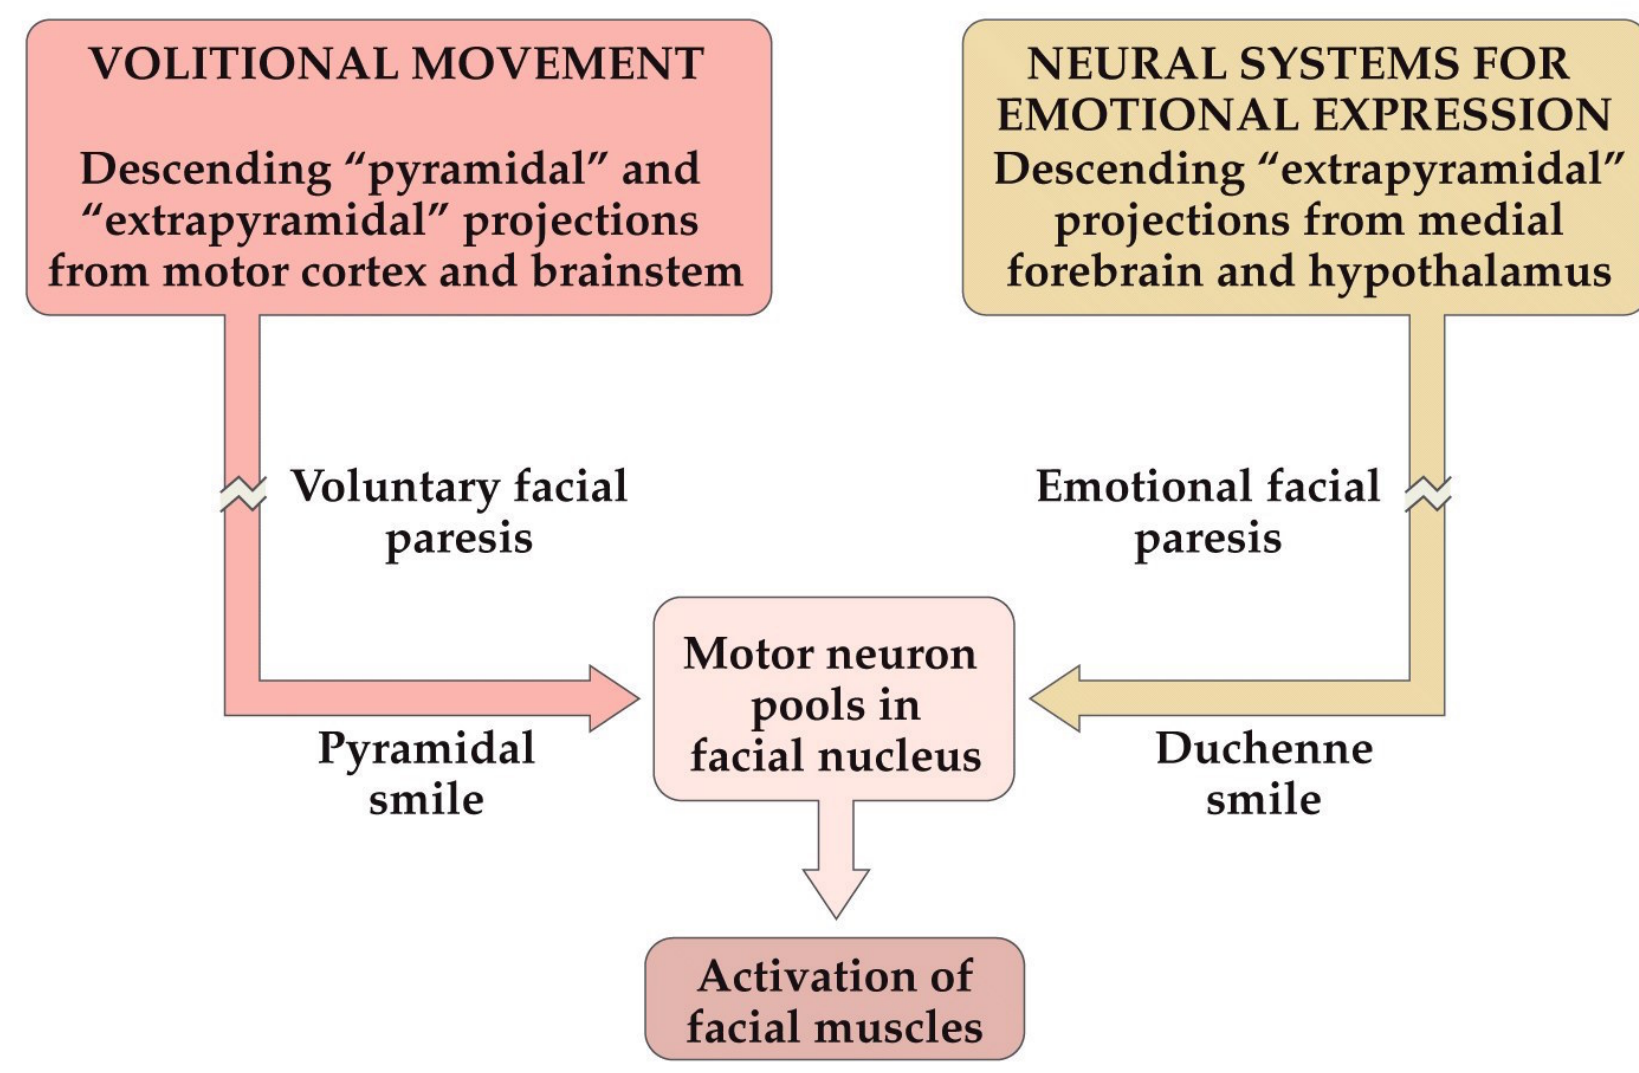 VOLITIONAL MOVEMENT
Descending “pyramidal” and
“extrapyramidal” projections
from motor cortex and brainstem
NEURAL SYSTEMS FOR
EMOTIONAL EXPRESSION
Descending “extrapyramidal”
projections from medial
forebrain and hypothalamus
Voluntary facial
paresis
Emotional facial
paresis
Pyramidal
smile
Motor neuron
pools in
facial nucleus
Duchenne
smile
Activation of
facial muscles